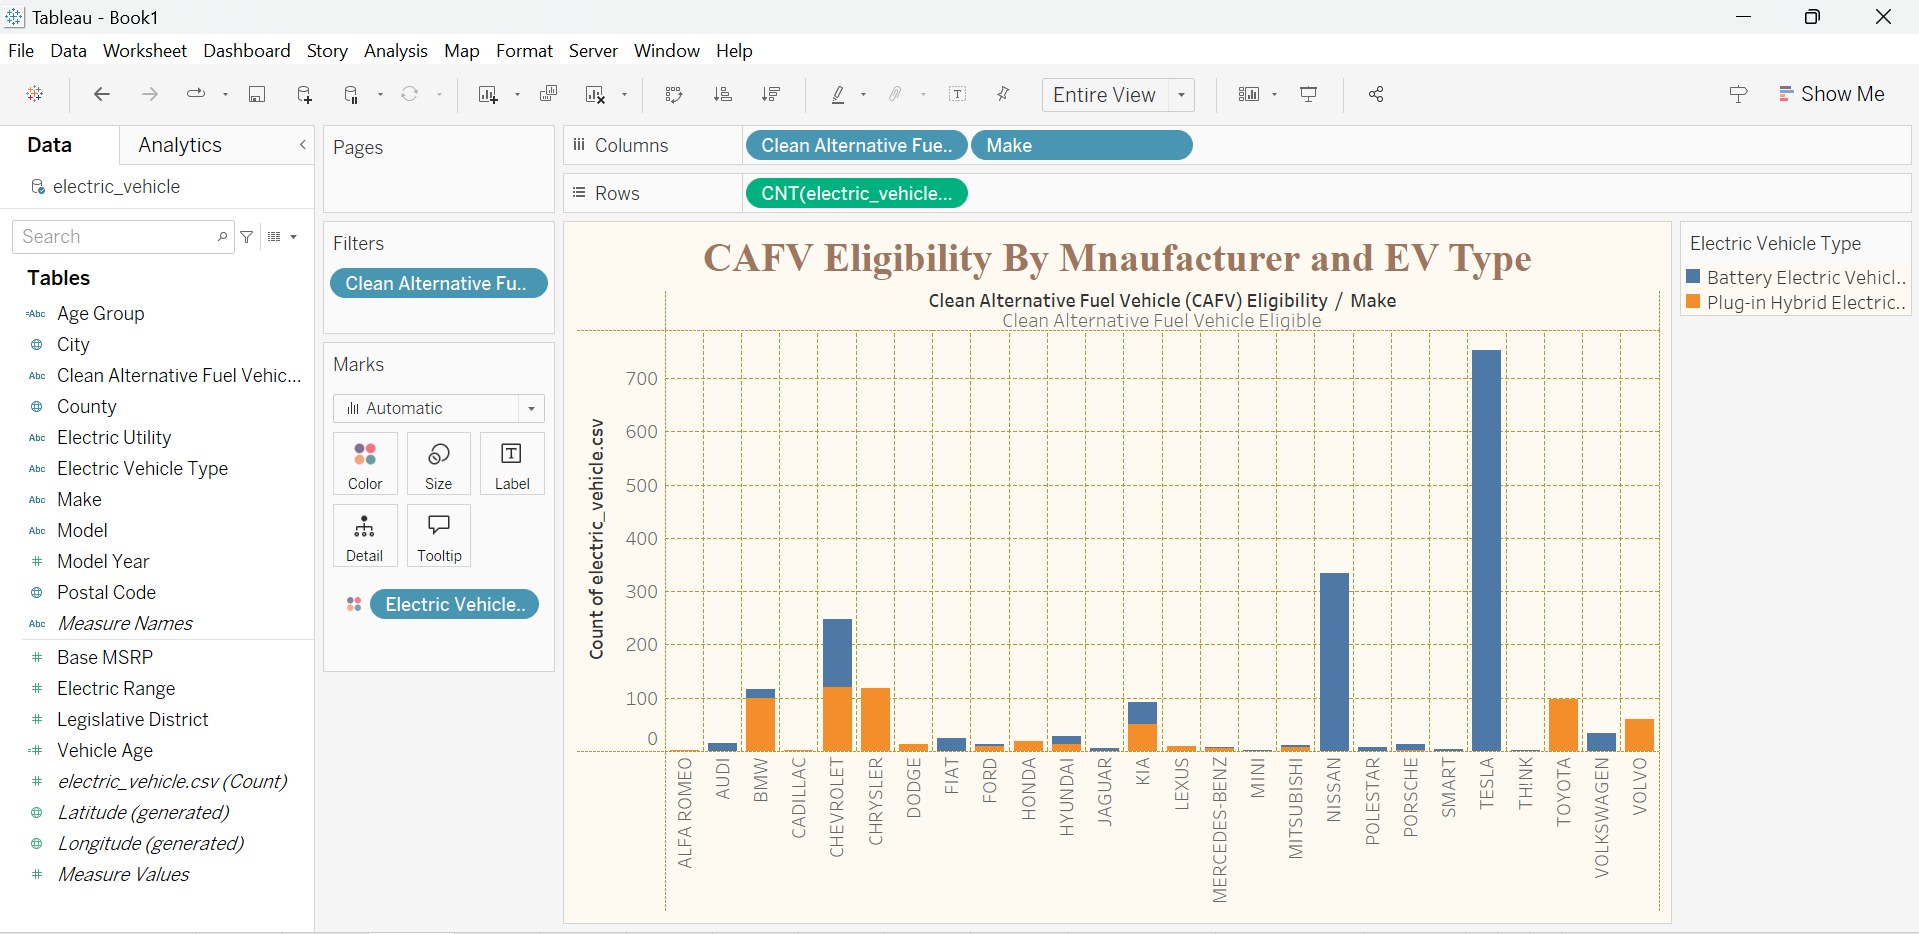 Tableau - Book1
File Data Worksheet Dashboard Story Analysis Map Format Server Window Help
Entire View
Show Me
Data Analytics
electric_vehicle
Search
Tables
Abc Age Group
City
Abc Clean Alternative Fuel Vehic...
County
Abc Electric Utility
Abc Electric Vehicle Type
Abc Make
Abc Model
# Model Year
Postal Code
Abc Measure Names
# Base MSRP
# Electric Range
# Legislative District
# Vehicle Age
# electric_vehicle.csv (Count)
Latitude (generated)
Longitude (generated)
# Measure Values
Pages
Filters
Clean Alternative Fu..
Marks
Automatic
Color Size Label
Detail Tooltip
Electric Vehicle..
Columns Clean Alternative Fue.. Make
Rows CNT(electric_vehicle...
CAFV Eligibility By Mnaufacturer and EV Type
Clean Alternative Fuel Vehicle (CAFV) Eligibility / Make
Clean Alternative Fuel Vehicle Eligible
Count of electric_vehicle.csv
700
600
500
400
300
200
100
0
ALFA ROMEO
AUDI
BMW
CADILLAC
CHEVROLET
CHRYSLER
DODGE
FIAT
FORD
HONDA
HYUNDAI
JAGUAR
KIA
LEXUS
MERCEDES-BENZ
MINI
MITSUBISHI
NISSAN
POLESTAR
PORSCHE
SMART
TESLA
TH!NK
TOYOTA
VOLKSWAGEN
VOLVO
Electric Vehicle Type
Battery Electric Vehicl..
Plug-in Hybrid Electric..